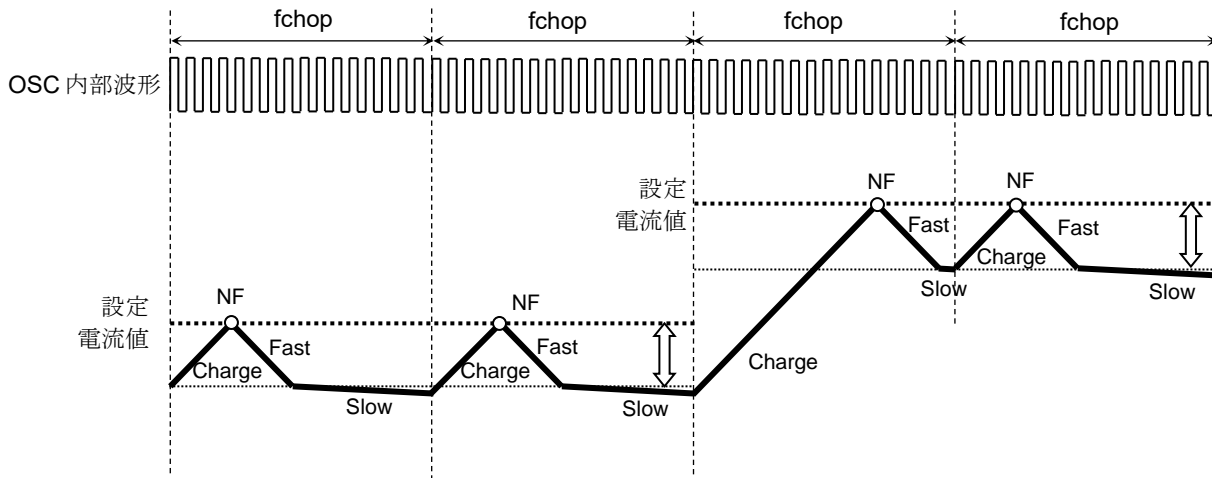 fchop fchop fchop fchop
OSC 内部波形
設定
電流値
NF
Fast
Charge
Slow
NF
Fast
Charge
Slow
設定
電流値
NF
Fast
Charge
Slow
NF
Fast
Charge
Slow